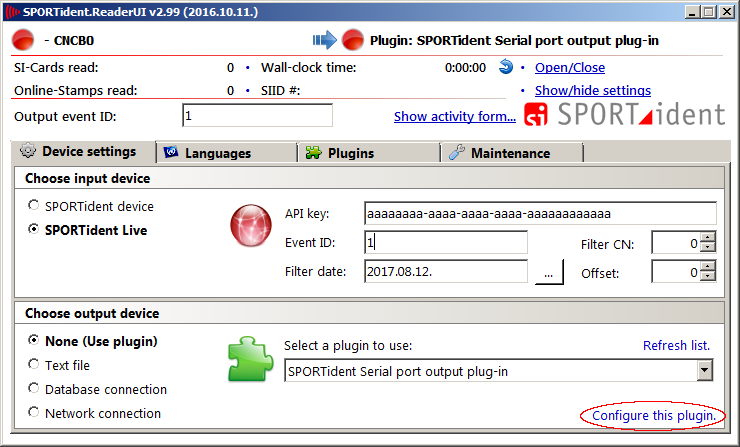 SPORTident.ReaderUI v2.99 (2016.10.11.)
- CNCB0 Plugin: SPORTident Serial port output plug-in
SI-Cards read: 0 • Wall-clock time: 0:00:00 • Open/Close
Online-Stamps read: 0 • SIID #: • Show/hide settings
Output event ID: 1 Show activity form... SPORTident
Device settings Languages Plugins Maintenance
Choose input device
SPORTident device
SPORTident Live
API key: aaaaaaaa-aaaa-aaaa-aaaa-aaaaaaaaaaaa
Event ID: 1 Filter CN: 0
Filter date: 2017.08.12. ... Offset: 0
Choose output device
None (Use plugin)
Text file
Database connection
Network connection
Select a plugin to use: Refresh list.
SPORTident Serial port output plug-in
Configure this plugin.